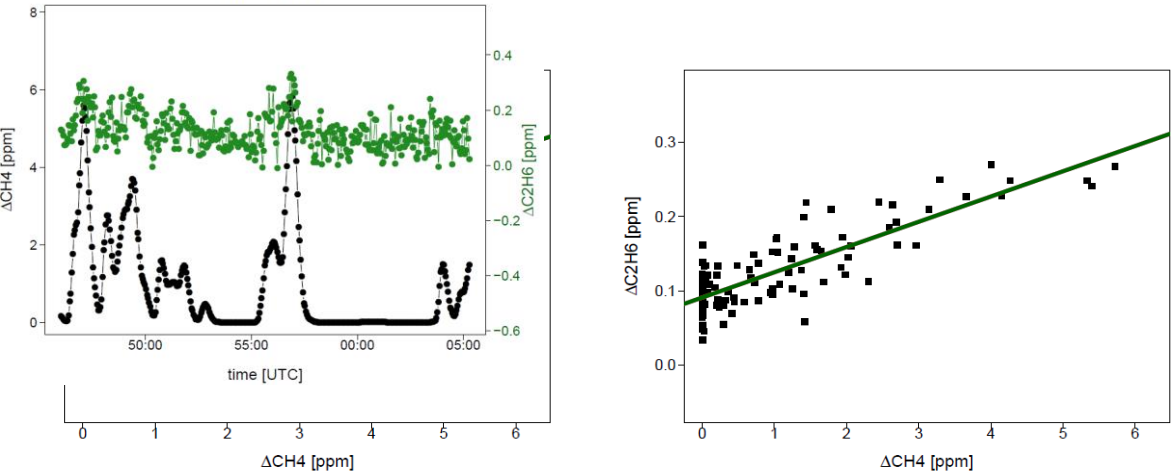 8
6
4
2
0
ΔCH4 [ppm]
0.4
0.2
0.0
−0.2
−0.4
−0.6
ΔC2H6 [ppm]
50:00 55:00 00:00 05:00
time [UTC]
0 1 2 3 4 5 6
ΔCH4 [ppm]
0.3
0.2
0.1
0.0
ΔC2H6 [ppm]
0 1 2 3 4 5 6
ΔCH4 [ppm]